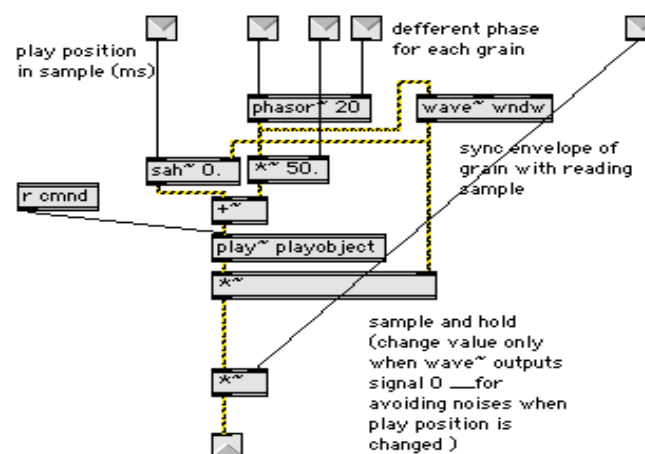 defferent phase
for each grain
play position
in sample (ms)
phasor~ 20
wave~ wndw
sync envelope of
grain with reading
sample
sah~ 0.
*~ 50.
r cmnd
+~
play~ playobject
*~
sample and hold
(change value only
when wave~ outputs
signal 0 __for
avoiding noises when
play position is
changed )
*~